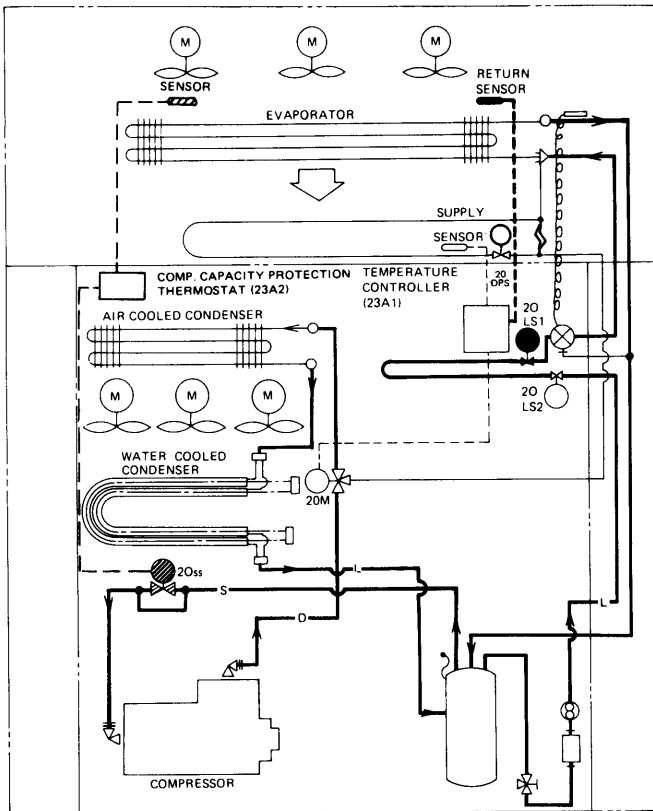 M
M
M
SENSOR
RETURN
SENSOR
EVAPORATOR
SUPPLY
SENSOR
20
DPS
COMP. CAPACITY PROTECTION
THERMOSTAT (23A2)
TEMPERATURE
CONTROLLER
(23A1)
AIR COOLED CONDENSER
20
LS1
20
LS2
M
M
M
WATER COOLED
CONDENSER
20M
20ss
L
S
D
L
COMPRESSOR